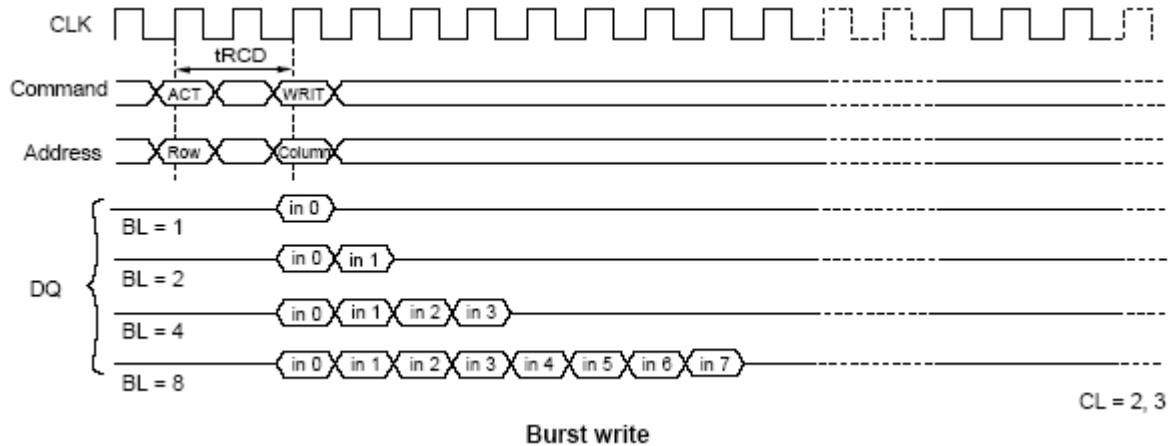 CLK
tRCD
Command ACT WRIT
Address Row Column
in 0
BL = 1
in 0 in 1
BL = 2
DQ
in 0 in 1 in 2 in 3
BL = 4
in 0 in 1 in 2 in 3 in 4 in 5 in 6 in 7
BL = 8
CL = 2, 3
Burst write